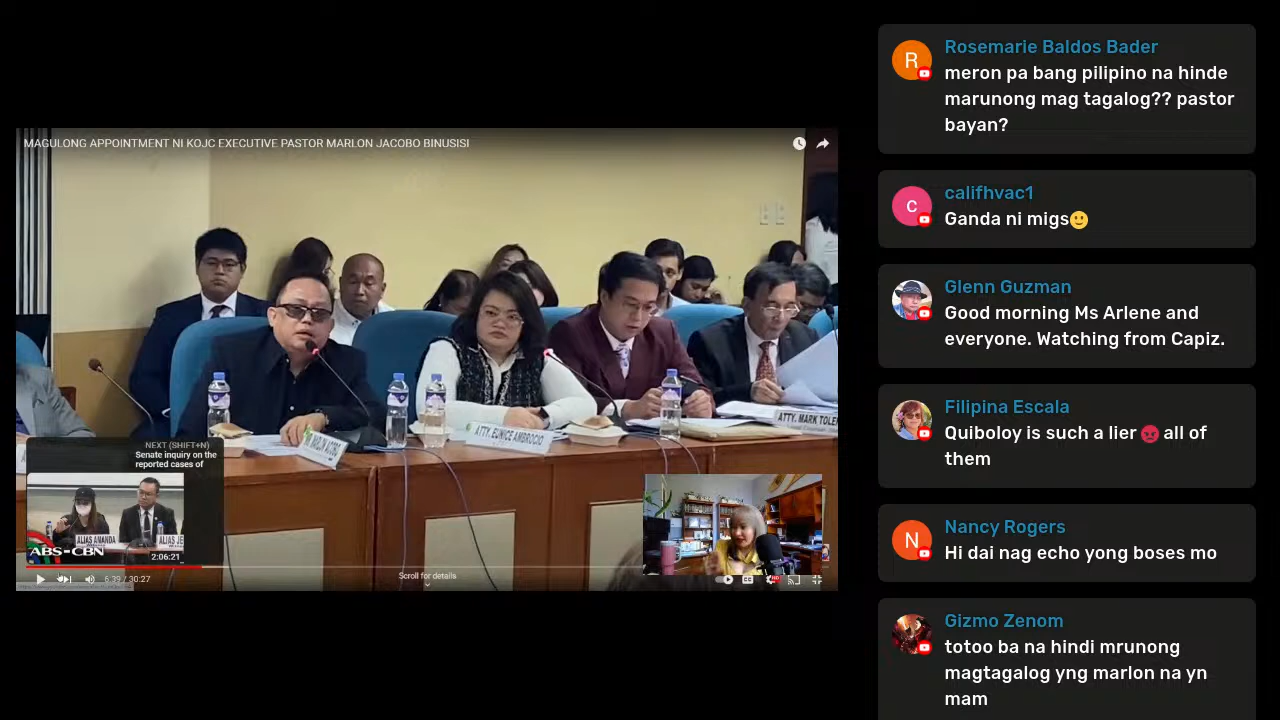 MAGULONG APPOINTMENT NI KOJC EXECUTIVE PASTOR MARLON JACOBO BINUSISI
ATTY. EUNICE AMBROCIO
ATTY. MARK TOLEN
NEXT (SHIFT+N)
Senate inquiry on the
reported cases of
ALIAS AMANDA
ALIAS JE
ABS-CBN
2:06:21
6:39 / 30:27
Scroll for details
CC
HD
R
Rosemarie Baldos Bader
meron pa bang pilipino na hinde
marunong mag tagalog?? pastor
bayan?
c
califhvac1
Ganda ni migs🙂
Glenn Guzman
Good morning Ms Arlene and
everyone. Watching from Capiz.
Filipina Escala
Quiboloy is such a lier 😡 all of
them
N
Nancy Rogers
Hi dai nag echo yong boses mo
Gizmo Zenom
totoo ba na hindi mrunong
magtagalog yng marlon na yn
mam